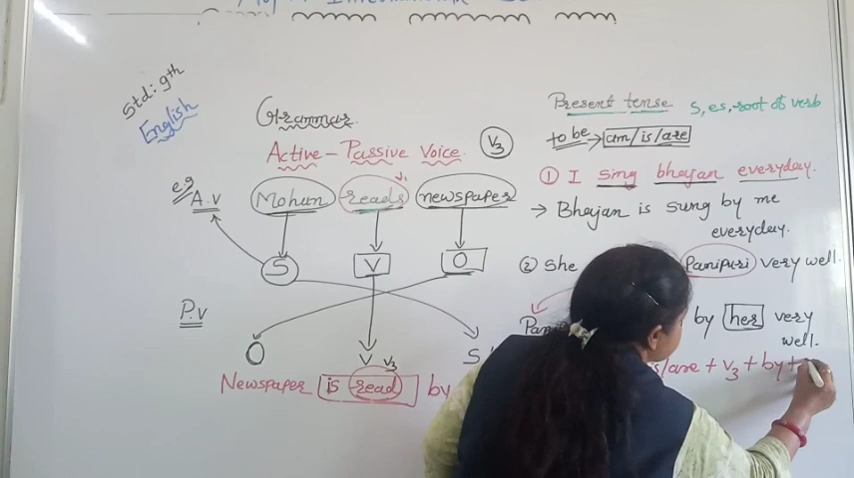 Std: 9th
English
Grammar
Active-Passive Voice.
V3
e.g
A.V
Mohun reads newspaper
V1
S V O
P.V
O V S
V3
Newspaper is read by
Present tense S, es, root of verb
to be → am/is/are
① I sing bhajan everyday.
→ Bhajan is sung by me
everyday.
② She Panipuri very well.
by her very
well.
is/are + V3 + by +